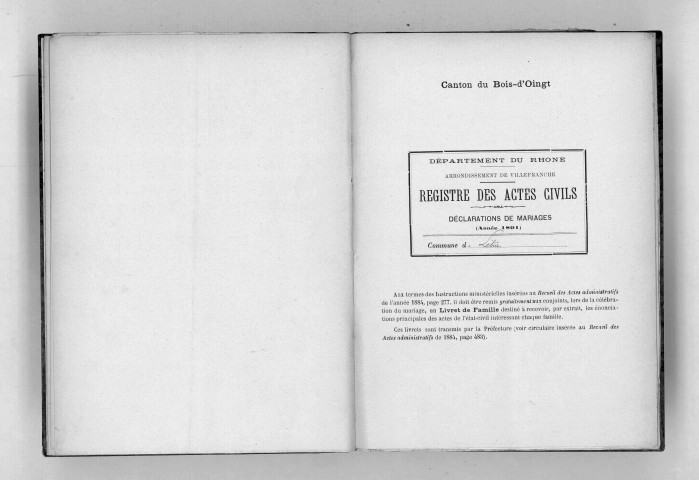 Canton du Bois-d'Oingt
DÉPARTEMENT DU RHONE
ARRONDISSEMENT DE VILLEFRANCHE
REGISTRE DES ACTES CIVILS
DÉCLARATIONS DE MARIAGES
(Année 1891)
Commune d
Aux termes des Instructions ministérielles insérées au Recueil des Actes administratifs
de l'année 1884, page 277, il doit être remis gratuitement aux conjoints, lors de la célébra-
tion du mariage, un Livret de Famille destiné à recevoir, par extrait, les énoncia-
tions principales des actes de l'état-civil intéressant chaque famille.
Ces livrets sont transmis par la Préfecture (voir circulaire insérée au Recueil des
Actes administratifs de 1884, page 483).